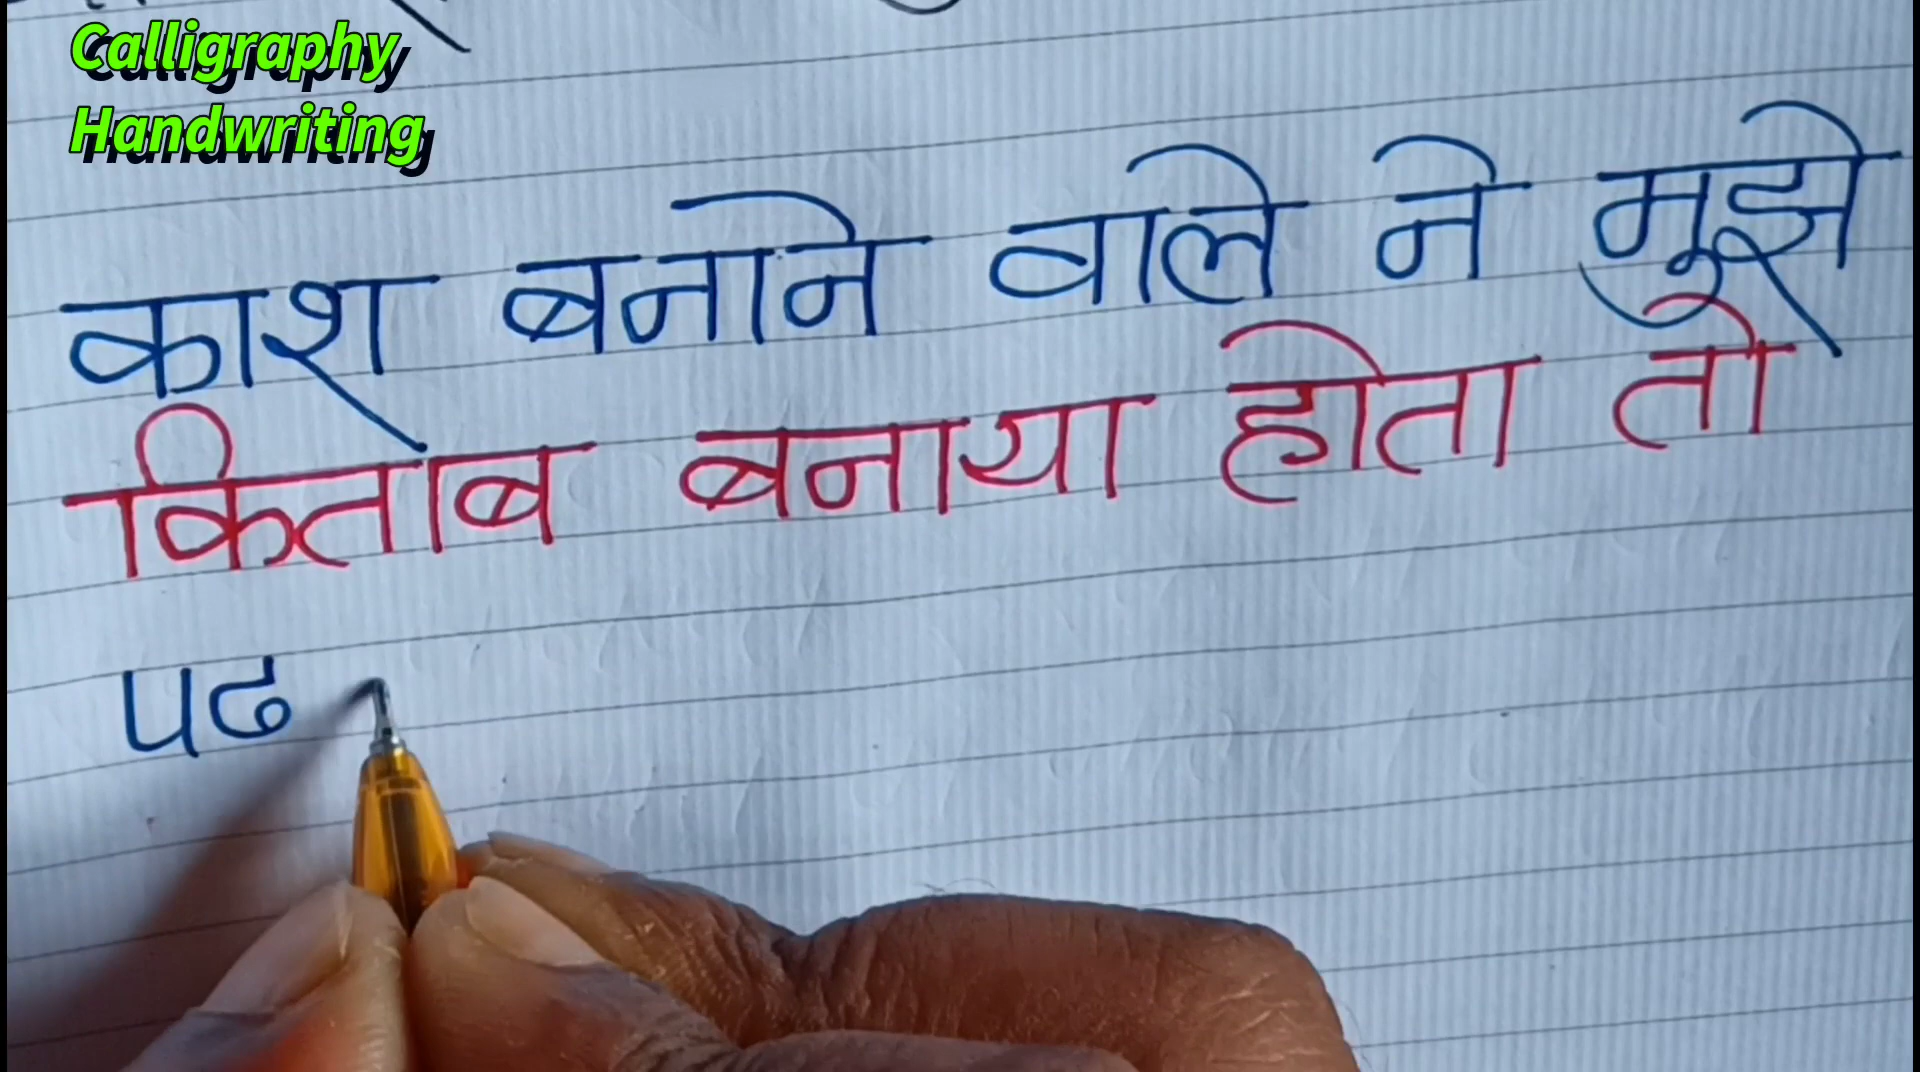 Calligraphy
Handwriting
काश बनाने वाले ने मुझे
किताब बनाया होता तो
पढ